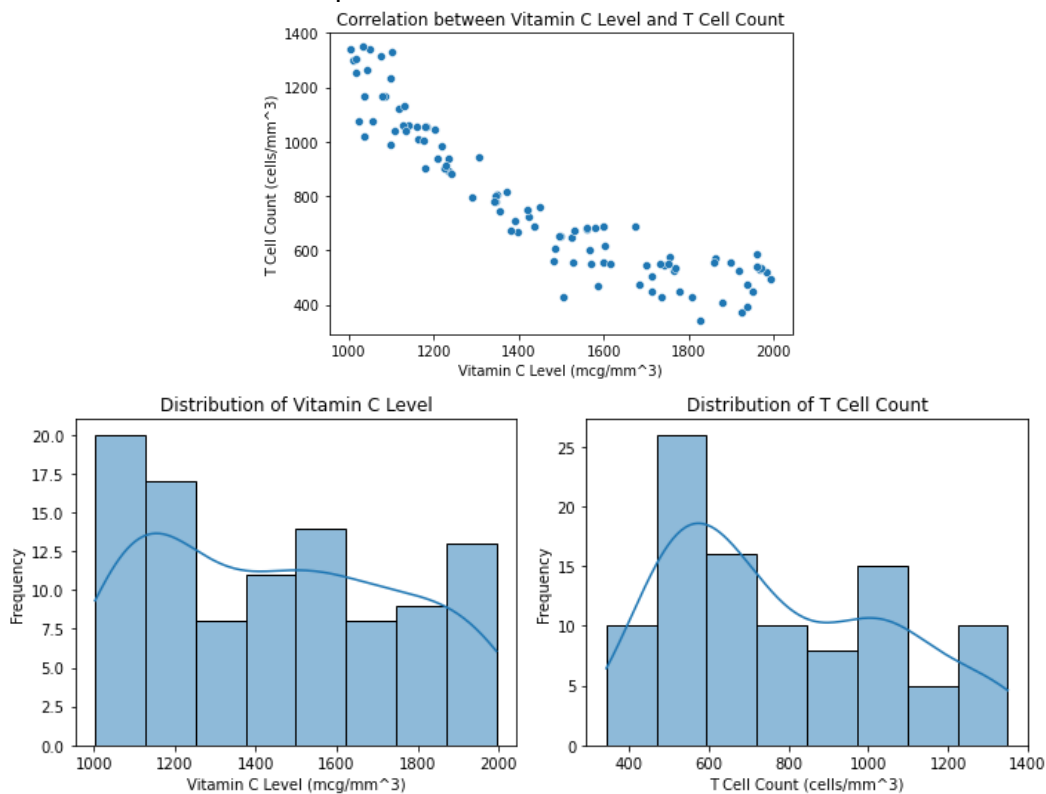 Correlation between Vitamin C Level and T Cell Count
1400
1200
1000
800
600
400
T Cell Count (cells/mm^3)
1000 1200 1400 1600 1800 2000
Vitamin C Level (mcg/mm^3)
Distribution of Vitamin C Level
20.0
17.5
15.0
12.5
10.0
7.5
5.0
2.5
0.0
Frequency
1000 1200 1400 1600 1800 2000
Vitamin C Level (mcg/mm^3)
Distribution of T Cell Count
25
20
15
10
5
0
Frequency
400 600 800 1000 1200 1400
T Cell Count (cells/mm^3)